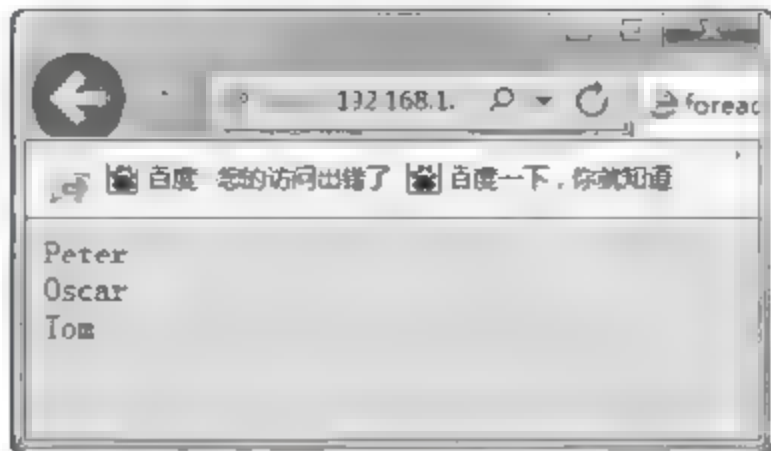 192.168.1. foreac
百度 您的访问出错了 百度一下，你就知道
Peter
Oscar
Tom